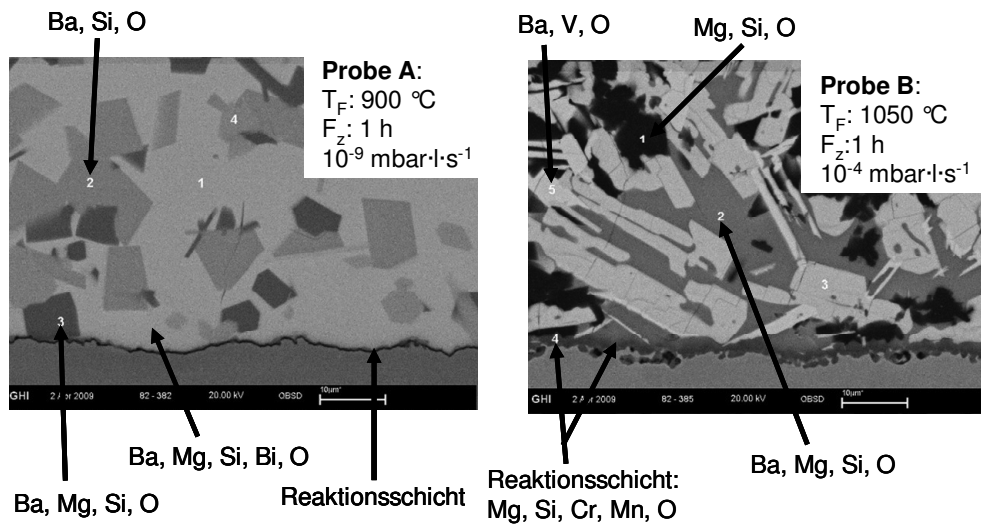 Ba, Si, O
Probe A:
T_F: 900 °C
F_z: 1 h
10⁻⁹ mbar·l·s⁻¹
4
2
1
3
GHI 2 Apr 2009 82 - 382 20.00 kV OBSD 10µm
Ba, Mg, Si, Bi, O
Ba, Mg, Si, O
Reaktionsschicht
Ba, V, O
Mg, Si, O
Probe B:
T_F: 1050 °C
F_z:1 h
10⁻⁴ mbar·l·s⁻¹
1
5
2
3
4
GHI 2 Apr 2009 82 - 385 20.00 kV OBSD 10µm
Reaktionsschicht:
Mg, Si, Cr, Mn, O
Ba, Mg, Si, O